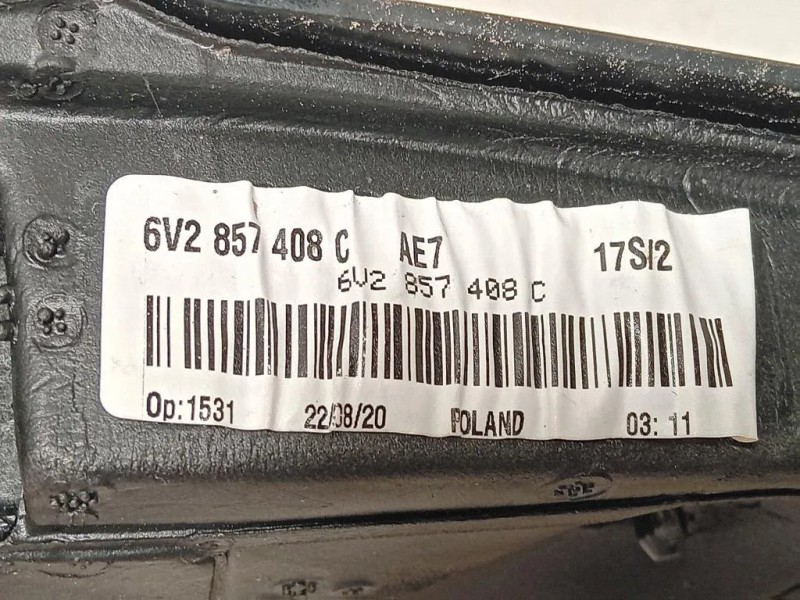 6V2 857 408 C AE7 17S/2
6V2 857 408 C
Op:1531 22/08/20 POLAND 03: 11